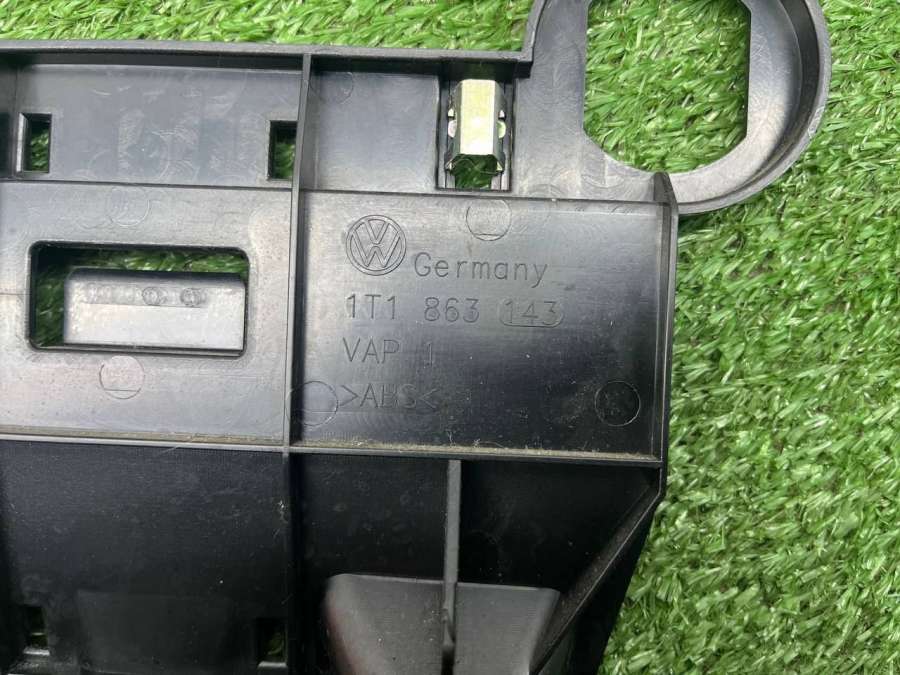 Germany
1T1 863 143
VAP 1
>ABS<